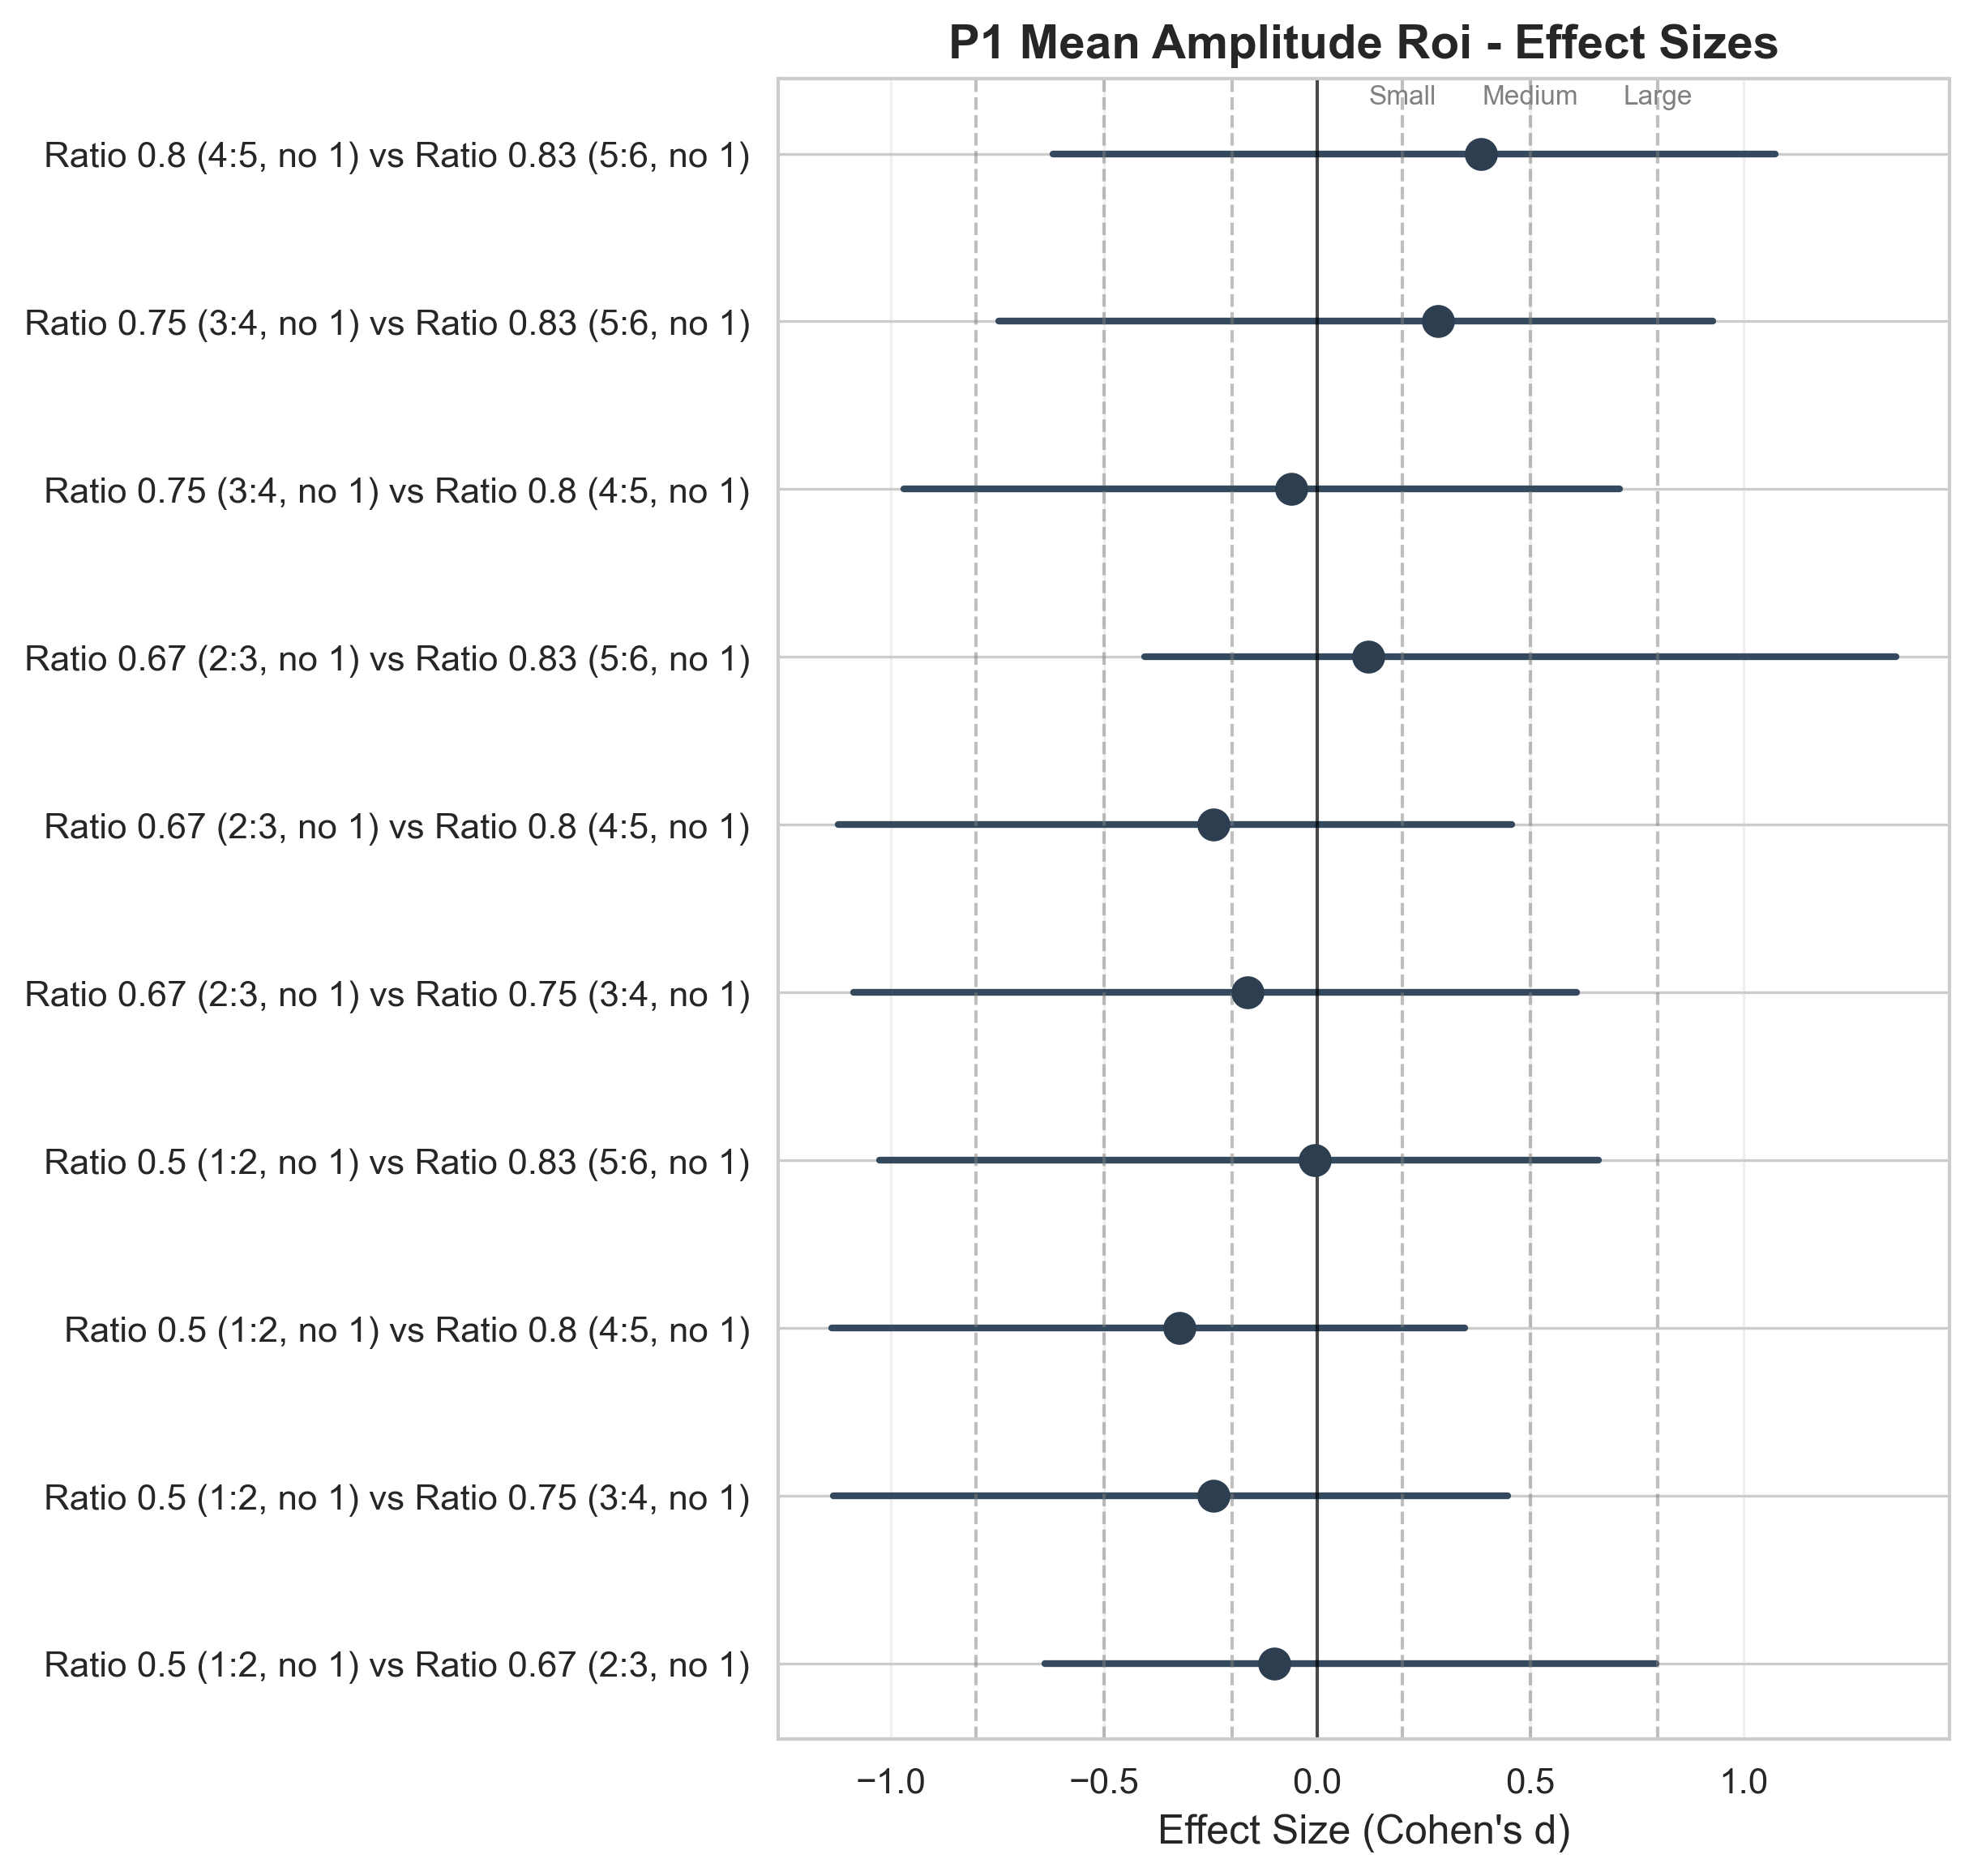 P1 Mean Amplitude Roi - Effect Sizes
Small Medium Large
Ratio 0.8 (4:5, no 1) vs Ratio 0.83 (5:6, no 1)
Ratio 0.75 (3:4, no 1) vs Ratio 0.83 (5:6, no 1)
Ratio 0.75 (3:4, no 1) vs Ratio 0.8 (4:5, no 1)
Ratio 0.67 (2:3, no 1) vs Ratio 0.83 (5:6, no 1)
Ratio 0.67 (2:3, no 1) vs Ratio 0.8 (4:5, no 1)
Ratio 0.67 (2:3, no 1) vs Ratio 0.75 (3:4, no 1)
Ratio 0.5 (1:2, no 1) vs Ratio 0.83 (5:6, no 1)
Ratio 0.5 (1:2, no 1) vs Ratio 0.8 (4:5, no 1)
Ratio 0.5 (1:2, no 1) vs Ratio 0.75 (3:4, no 1)
Ratio 0.5 (1:2, no 1) vs Ratio 0.67 (2:3, no 1)
−1.0 −0.5 0.0 0.5 1.0
Effect Size (Cohen's d)